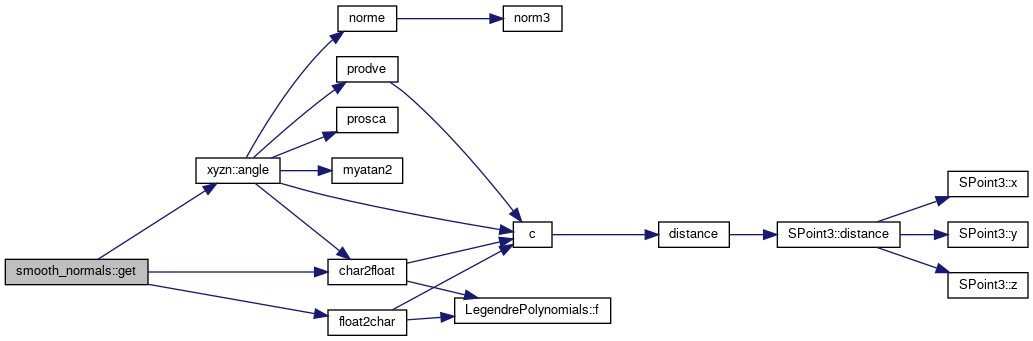 smooth_normals::get
xyzn::angle
norme
norm3
prodve
prosca
myatan2
char2float
float2char
c
LegendrePolynomials::f
distance
SPoint3::distance
SPoint3::x
SPoint3::y
SPoint3::z